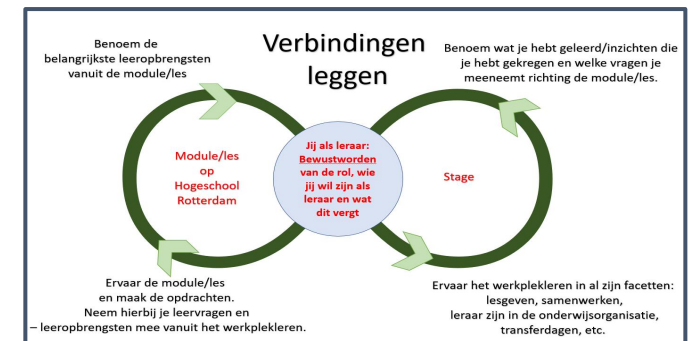 Verbindingen
leggen
Benoem de
belangrijkste leeropbrengsten
vanuit de module/les
Benoem wat je hebt geleerd/inzichten die
je hebt gekregen en welke vragen je
meeneemt richting de module/les.
Module/les
op
Hogeschool
Rotterdam
Jij als leraar:
Bewustworden
van de rol, wie
jij wil zijn als
leraar en wat
dit vergt
Stage
Ervaar de module/les
en maak de opdrachten.
Neem hierbij je leervragen en
– leeropbrengsten mee vanuit het werplekleren.
Ervaar het werkplekleren in al zijn facetten:
lesgeven, samenwerken,
leraar zijn in de onderwijsorganisatie,
transferdagen, etc.